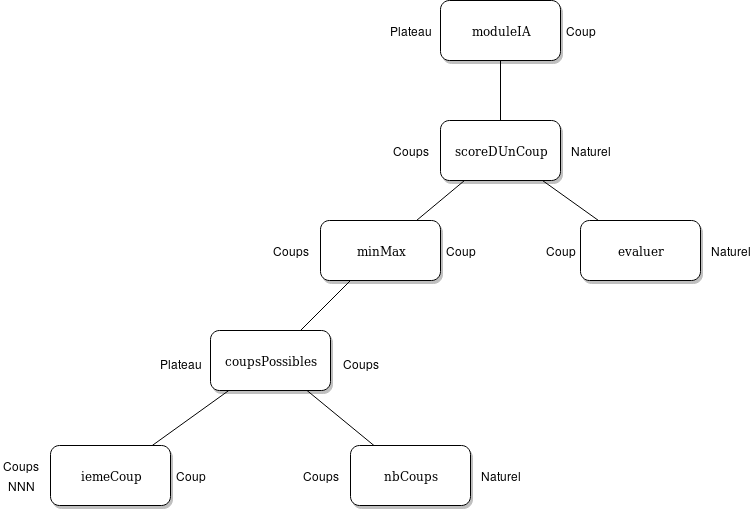 Plateau moduleIA Coup
Coups scoreDUnCoup Naturel
Coups minMax Coup
Coup evaluer Naturel
Plateau coupsPossibles Coups
Coups
NNN
iemeCoup Coup
Coups nbCoups Naturel